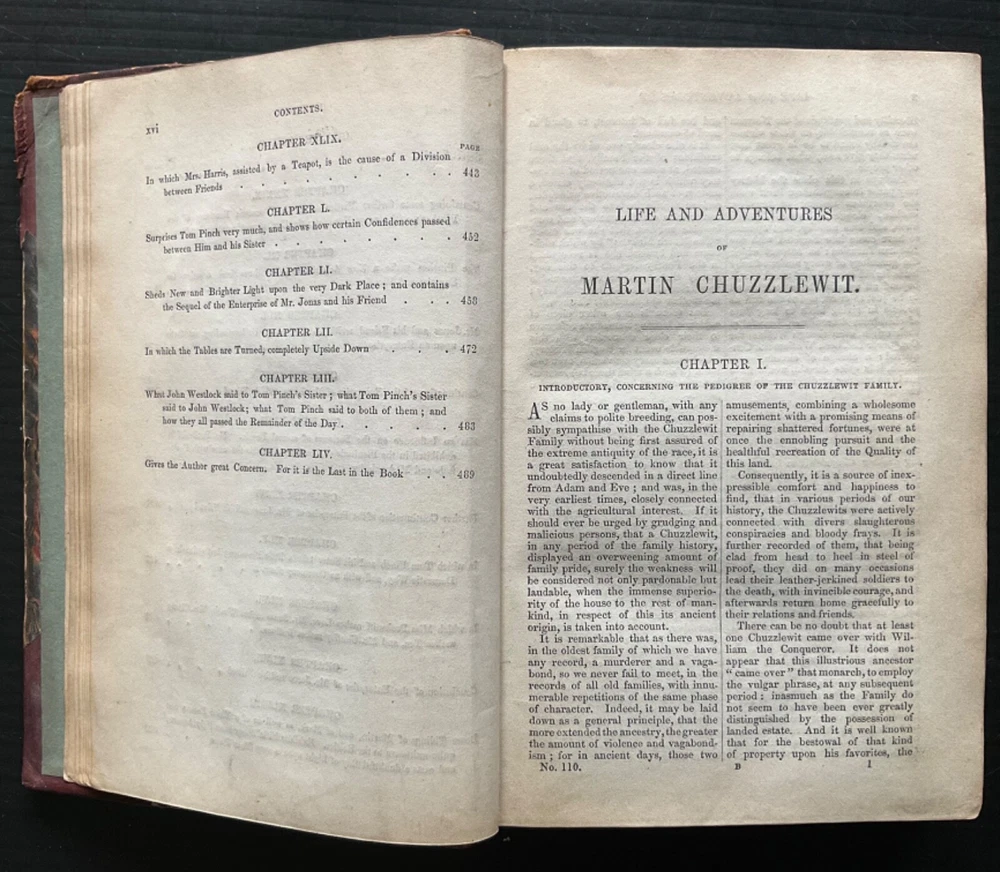 xvi
CONTENTS.
CHAPTER XLIX.
PAGE
In which Mrs. Harris, assisted by a Teapot, is the cause of a Division
between Friends . . . . . . . . . 443
CHAPTER L.
Surprises Tom Pinch very much, and shows how certain Confidences passed
between Him and his Sister . . . . . . . . 452
CHAPTER LI.
Sheds New and Brighter Light upon the very Dark Place ; and contains
the Sequel of the Enterprise of Mr. Jonas and his Friend . . . 458
CHAPTER LII.
In which the Tables are Turned, completely Upside Down . . . 472
CHAPTER LIII.
What John Westlock said to Tom Pinch's Sister ; what Tom Pinch's Sister
said to John Westlock; what Tom Pinch said to both of them ; and
how they all passed the Remainder of the Day . . . . . . 483
CHAPTER LIV.
Gives the Author great Concern. For it is the Last in the Book . . 489
LIFE AND ADVENTURES
OF
MARTIN CHUZZLEWIT.
CHAPTER I.
INTRODUCTORY, CONCERNING THE PEDIGREE OF THE CHUZZLEWIT FAMILY.
AS no lady or gentleman, with any
claims to polite breeding, can pos-
sibly sympathise with the Chuzzlewit
Family without being first assured of
the extreme antiquity of the race, it is
a great satisfaction to know that it
undoubtedly descended in a direct line
from Adam and Eve ; and was, in the
very earliest times, closely connected
with the agricultural interest. If it
should ever be urged by grudging and
malicious persons, that a Chuzzlewit,
in any period of the family history,
displayed an overweening amount of
family pride, surely the weakness will
be considered not only pardonable but
laudable, when the immense superio-
rity of the house to the rest of man-
kind, in respect of this its ancient
origin, is taken into account.
It is remarkable that as there was,
in the oldest family of which we have
any record, a murderer and a vaga-
bond, so we never fail to meet, in the
records of all old families, with innu-
merable repetitions of the same phase
of character. Indeed, it may be laid
down as a general principle, that the
more extended the ancestry, the greater
the amount of violence and vagabond-
ism ; for in ancient days, those two
amusements, combining a wholesome
excitement with a promising means of
repairing shattered fortunes, were at
once the ennobling pursuit and the
healthful recreation of the Quality of
this land.
Consequently, it is a source of inex-
pressible comfort and happiness to
find, that in various periods of our
history, the Chuzzlewits were actively
connected with divers slaughterous
conspiracies and bloody frays. It is
further recorded of them, that being
clad from head to heel in steel of
proof, they did on many occasions
lead their leather-jerkined soldiers to
the death, with invincible courage, and
afterwards return home gracefully to
their relations and friends.
There can be no doubt that at least
one Chuzzlewit came over with Wil-
liam the Conqueror. It does not
appear that this illustrious ancestor
“ came over ” that monarch, to employ
the vulgar phrase, at any subsequent
period ; inasmuch as the Family do
not seem to have been ever greatly
distinguished by the possession of
landed estate. And it is well known
that for the bestowal of that kind
of property upon his favorites, the
No. 110. B 1